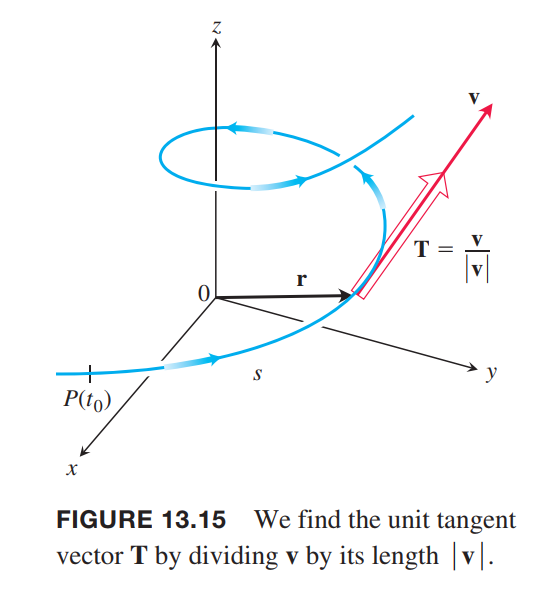 z
v
T = v/|v|
r
0
s
y
P(t₀)
x
FIGURE 13.15 We find the unit tangent
vector T by dividing v by its length |v|.